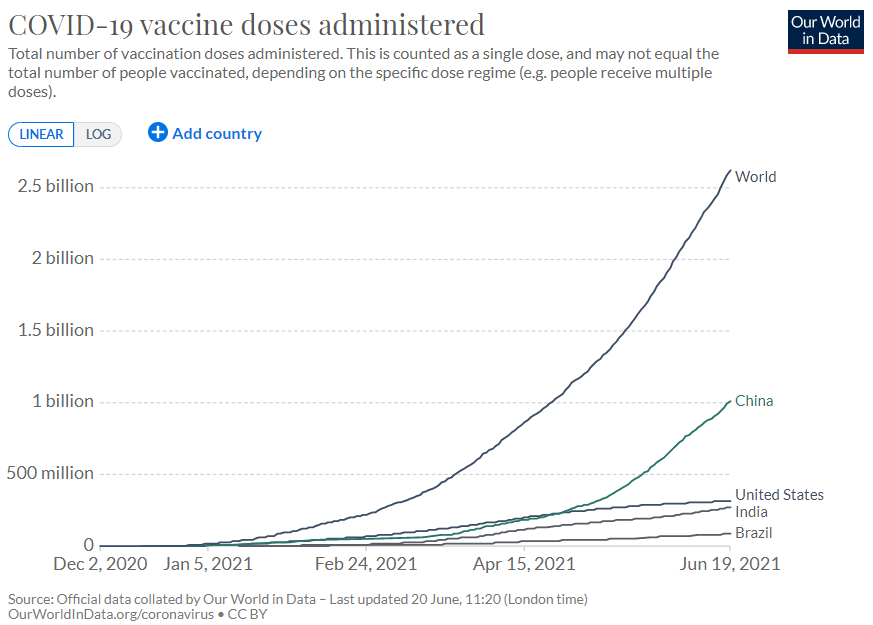 COVID-19 vaccine doses administered
Our World
in Data
Total number of vaccination doses administered. This is counted as a single dose, and may not equal the
total number of people vaccinated, depending on the specific dose regime (e.g. people receive multiple
doses).
LINEAR LOG Add country
2.5 billion
World
2 billion
1.5 billion
1 billion
China
500 million
United States
India
Brazil
0
Dec 2, 2020 Jan 5, 2021 Feb 24, 2021 Apr 15, 2021 Jun 19, 2021
Source: Official data collated by Our World in Data – Last updated 20 June, 11:20 (London time)
OurWorldInData.org/coronavirus • CC BY